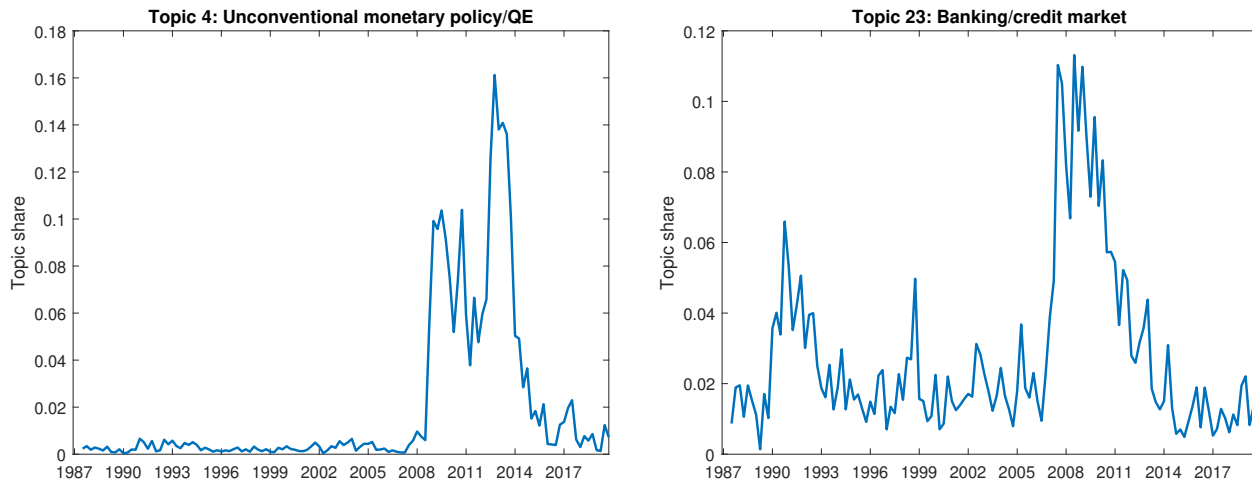 Topic 4: Unconventional monetary policy/QE
Topic share
0.18
0.16
0.14
0.12
0.1
0.08
0.06
0.04
0.02
0
1987 1990 1993 1996 1999 2002 2005 2008 2011 2014 2017
Topic 23: Banking/credit market
Topic share
0.12
0.1
0.08
0.06
0.04
0.02
0
1987 1990 1993 1996 1999 2002 2005 2008 2011 2014 2017